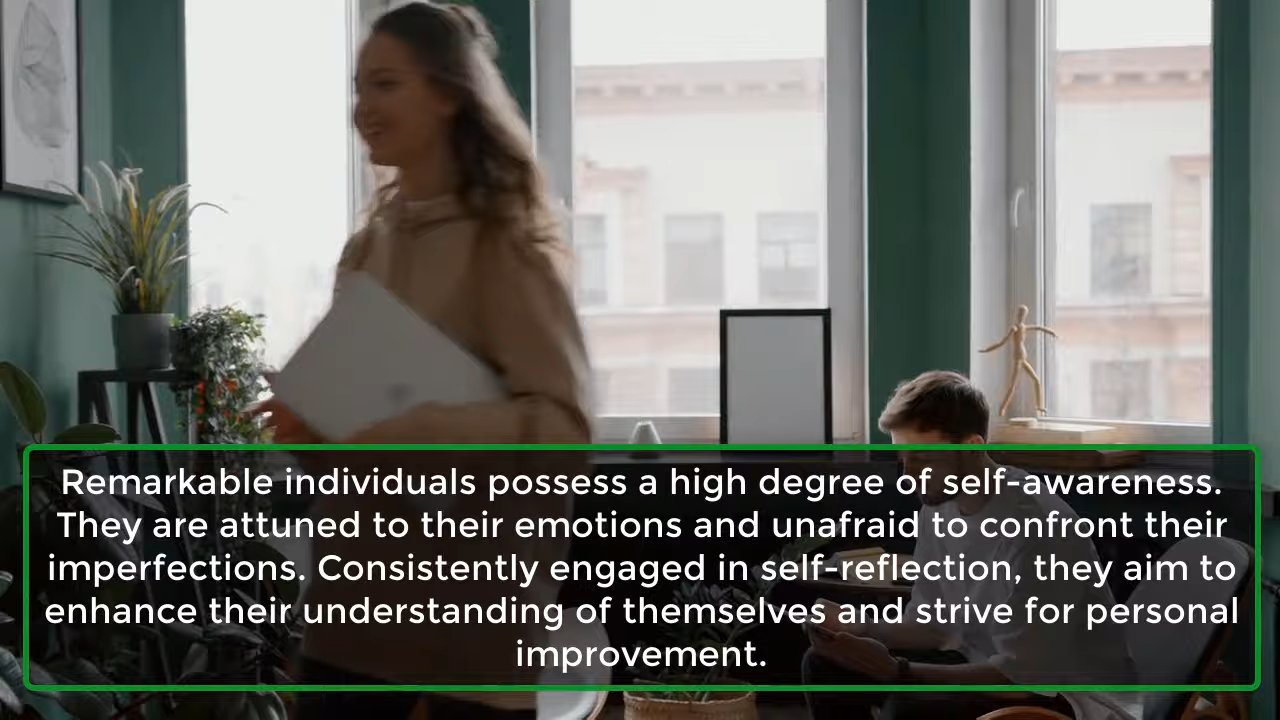 Remarkable individuals possess a high degree of self-awareness.
They are attuned to their emotions and unafraid to confront their
imperfections. Consistently engaged in self-reflection, they aim to
enhance their understanding of themselves and strive for personal
improvement.